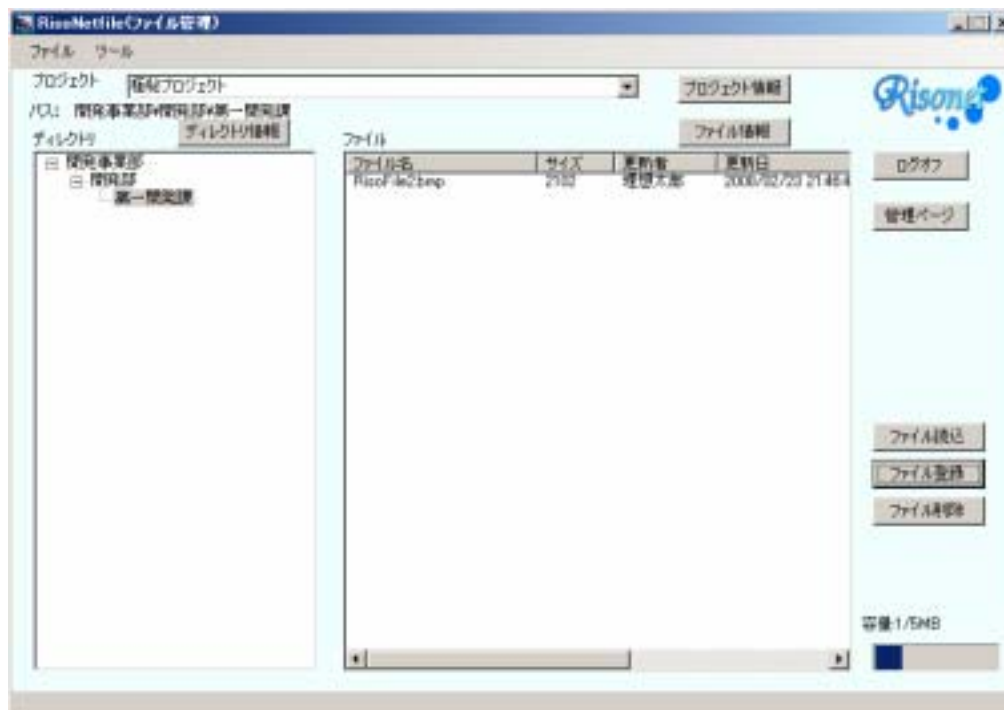 RisoNetfile(ファイル管理)
ファイル ツール
プロジェクト 極秘プロジェクト プロジェクト情報
パス: 開発事業部¥開発部¥第一開発課
ディレクトリ ディレクトリ情報 ファイル ファイル情報
開発事業部
開発部
第一開発課
ファイル名 サイズ 更新者 更新日
RisoFile2.bmp 2102 理想太郎
Risone
ログオフ
管理ページ
ファイル読込
ファイル登録
ファイル削除
容量:1/5MB